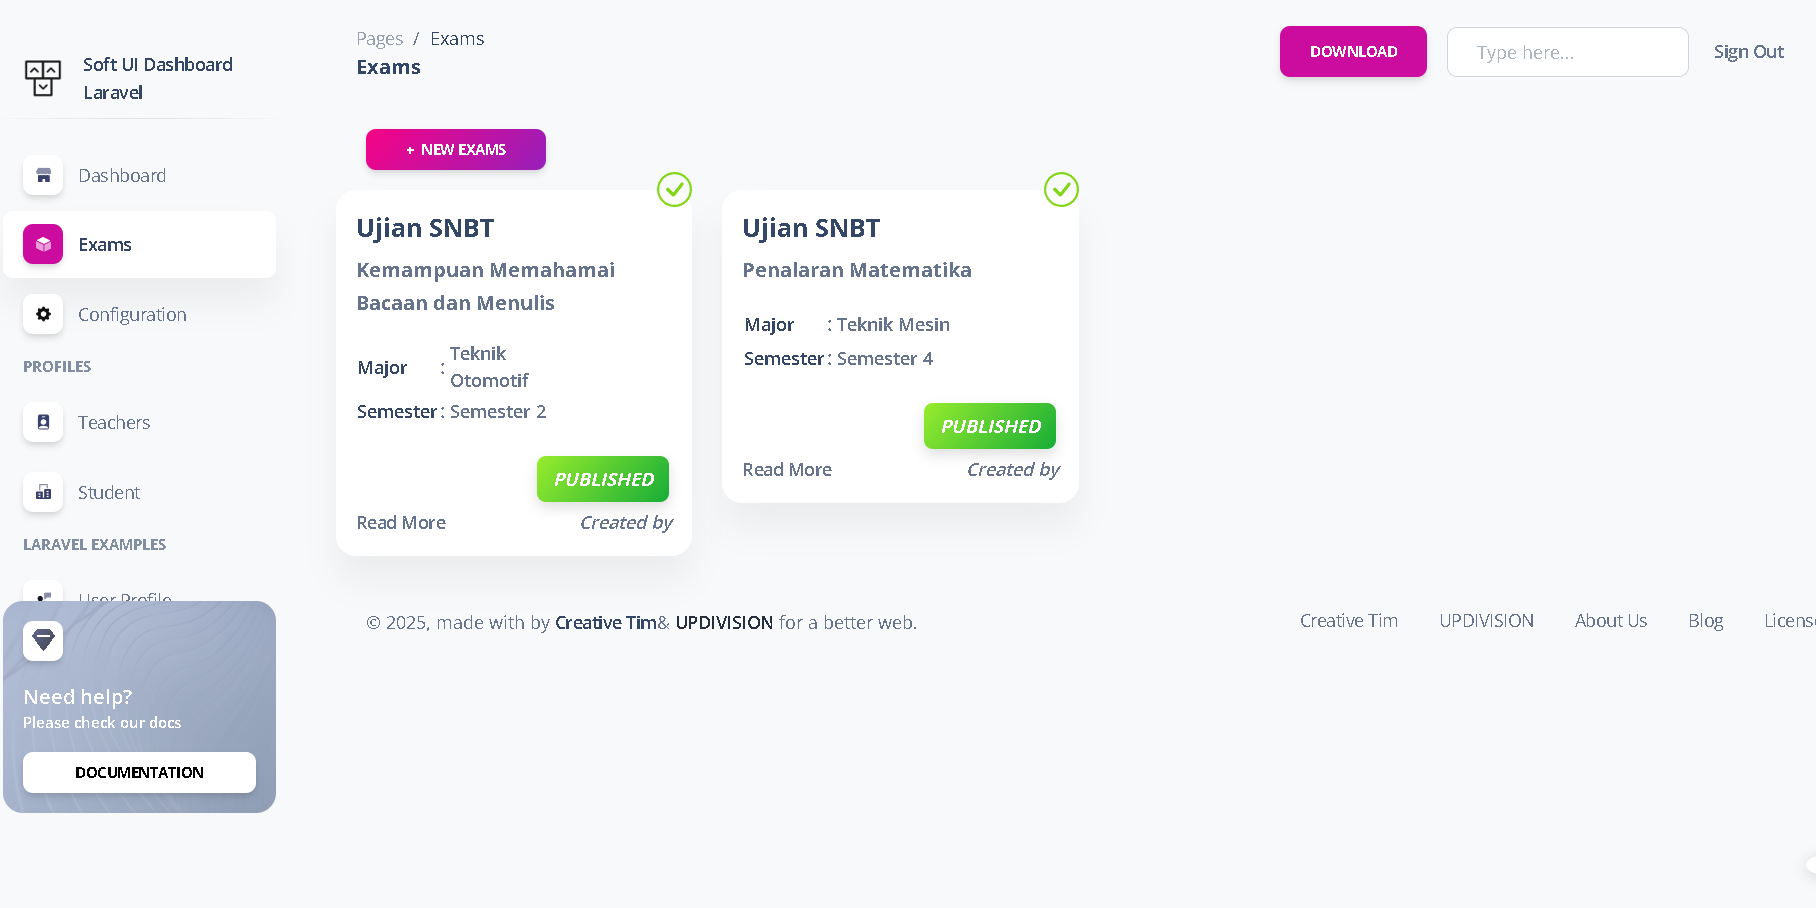 Soft UI Dashboard
Laravel
Dashboard
Exams
Configuration
PROFILES
Teachers
Student
LARAVEL EXAMPLES
User Profile
Need help?
Please check our docs
DOCUMENTATION
Pages / Exams
Exams
DOWNLOAD
Type here...
Sign Out
+ NEW EXAMS
Ujian SNBT
Kemampuan Memahamai
Bacaan dan Menulis
Major : Teknik
Otomotif
Semester : Semester 2
PUBLISHED
Read More Created by
Ujian SNBT
Penalaran Matematika
Major : Teknik Mesin
Semester : Semester 4
PUBLISHED
Read More Created by
© 2025, made with by Creative Tim& UPDIVISION for a better web.
Creative Tim UPDIVISION About Us Blog Licens